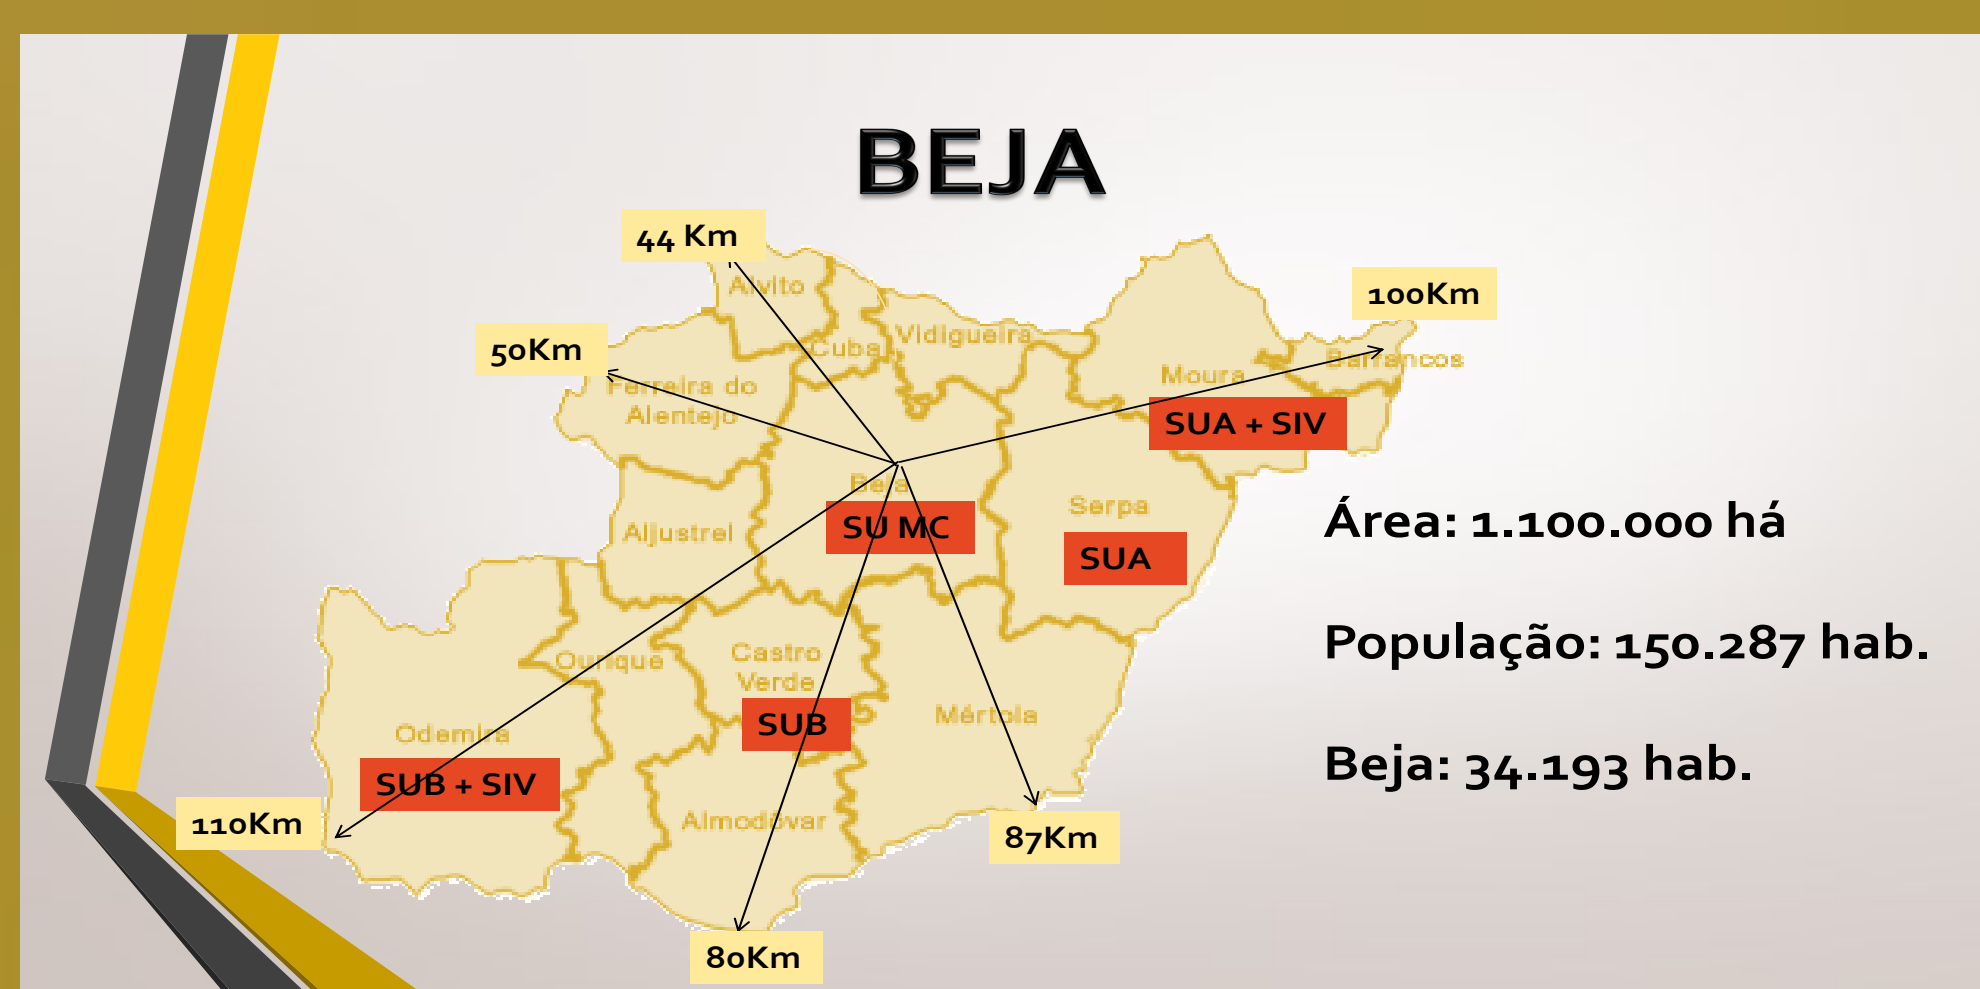 BEJA
44 Km
Alvito
100Km
50Km
Cuba
Vidigueira
Barrancos
Moura
Ferreira do
Alentejo
SUA + SIV
Beja
SU MC
Serpa
Aljustrel
SUA
Área: 1.100.000 há
População: 150.287 hab.
Ourique
Castro
Verde
SUB
Mértola
Odemira
SUB + SIV
Beja: 34.193 hab.
110Km
Almodôvar
87Km
80Km